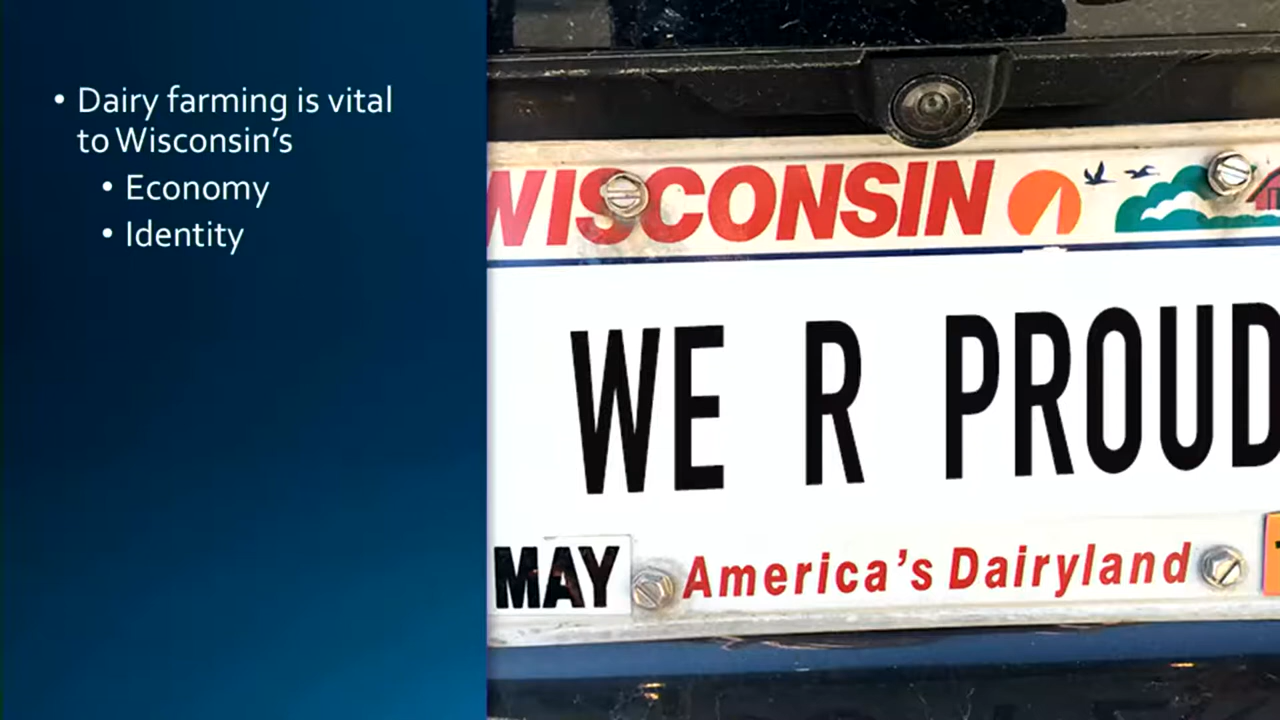 • Dairy farming is vital
to Wisconsin's
• Economy
• Identity
WISCONSIN
WE R PROUD
MAY
America's Dairyland